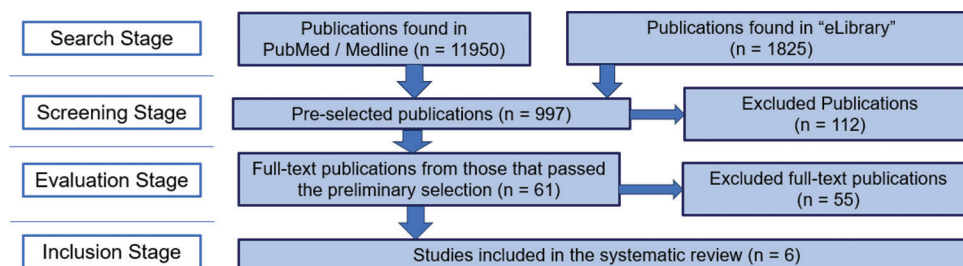 Search Stage
Publications found in
PubMed / Medline (n = 11950)
Publications found in “eLibrary”
(n = 1825)
Screening Stage
Pre-selected publications (n = 997)
Excluded Publications
(n = 112)
Evaluation Stage
Full-text publications from those that passed
the preliminary selection (n = 61)
Excluded full-text publications
(n = 55)
Inclusion Stage
Studies included in the systematic review (n = 6)